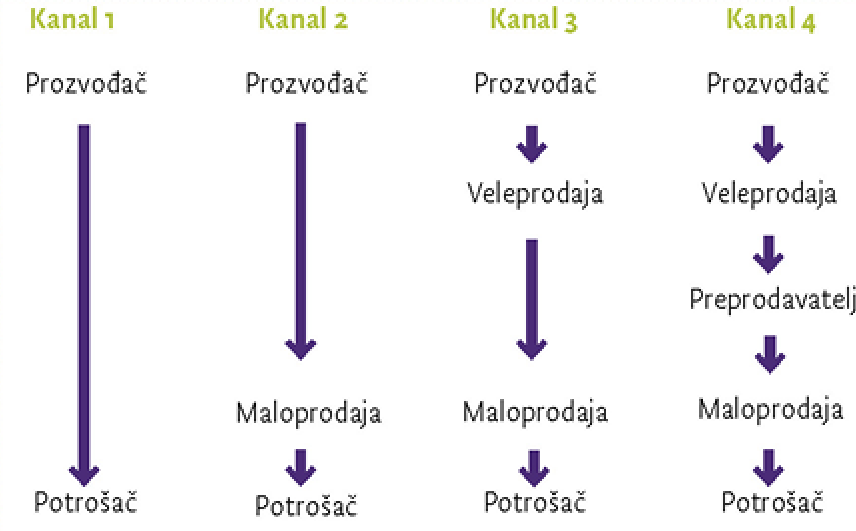 Kanal 1 Kanal 2 Kanal 3 Kanal 4
Prozvođač Prozvođač Prozvođač Prozvođač
Veleprodaja Veleprodaja
Preprodavatelj
Maloprodaja Maloprodaja Maloprodaja
Potrošač Potrošač Potrošač Potrošač